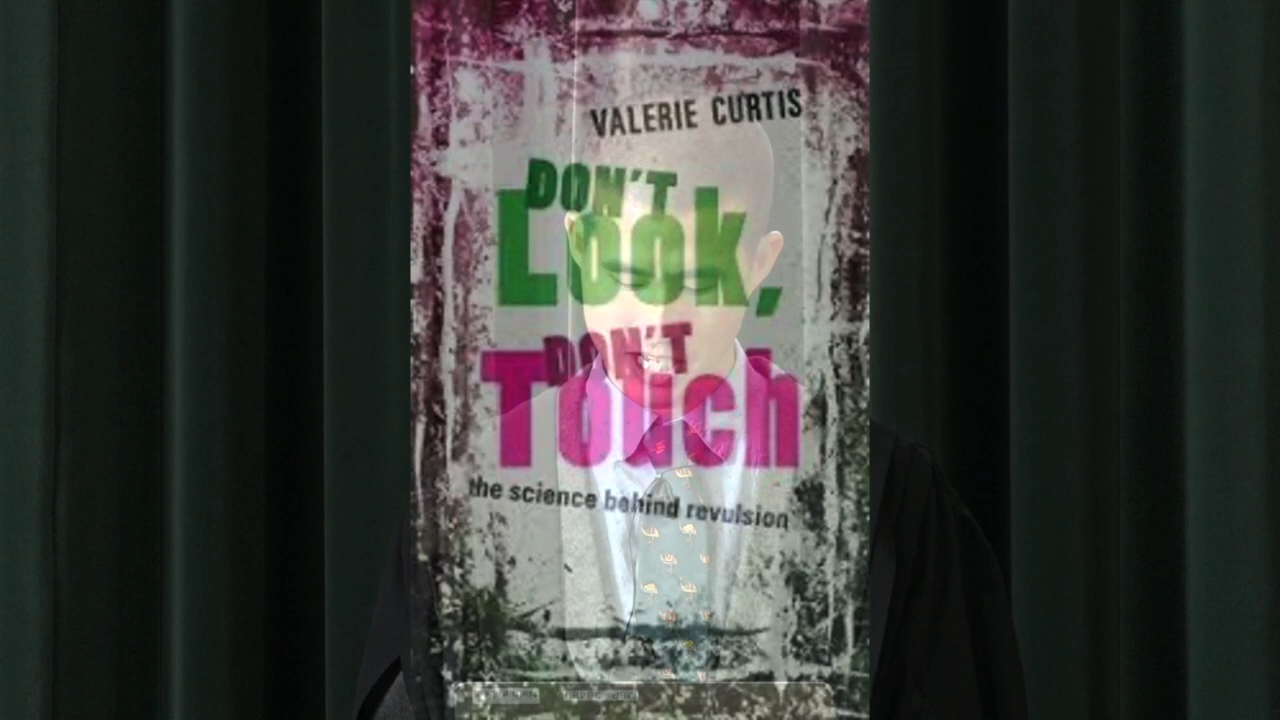 VALERIE CURTIS
DON'T
Look,
DON'T
Touch
the science behind revulsion